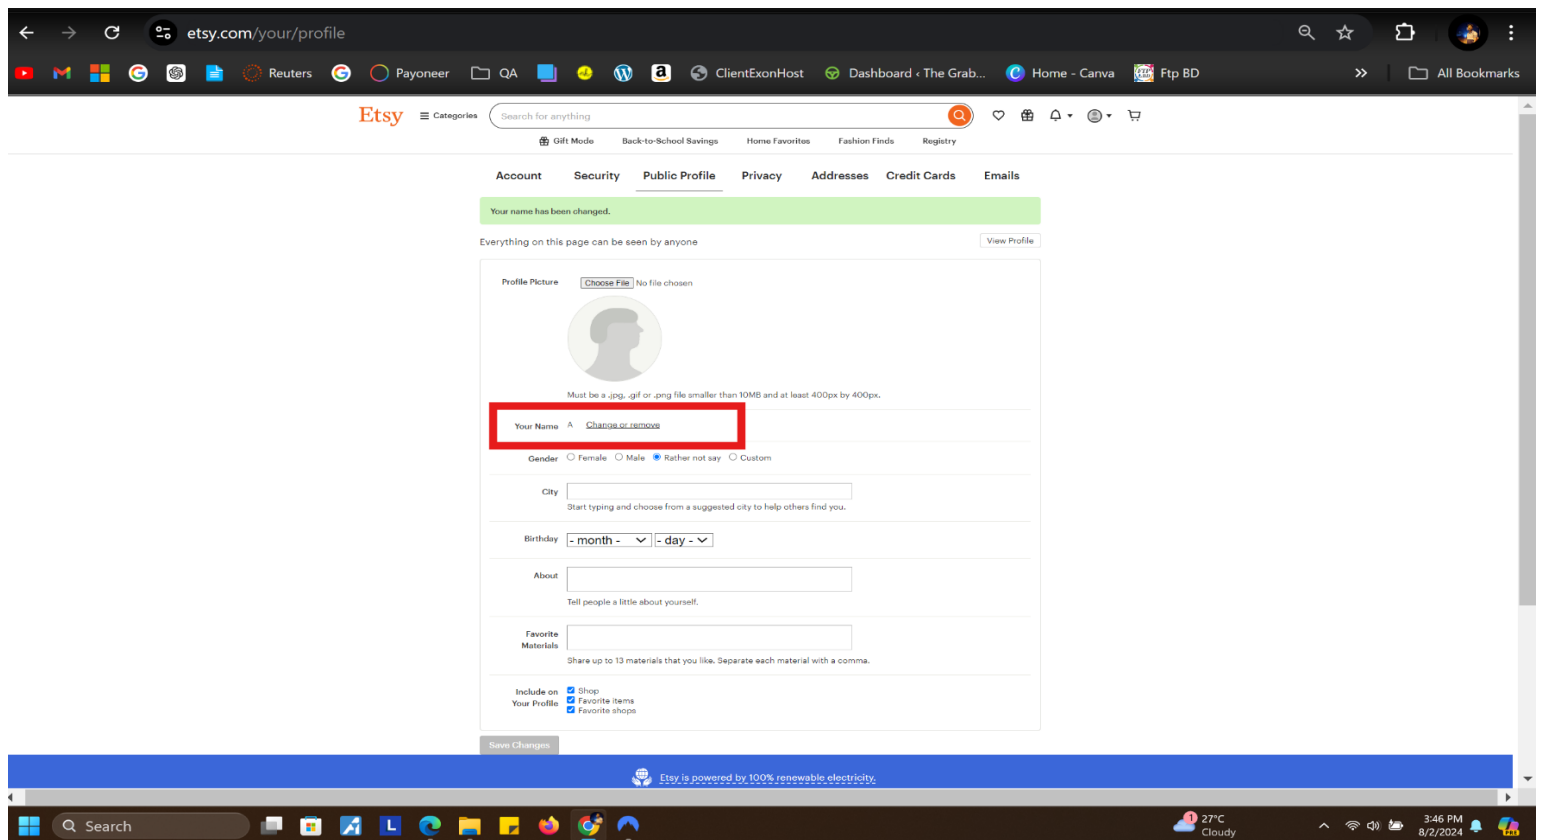 etsy.com/your/profile
Reuters Payoneer QA ClientExonHost Dashboard ‹ The Grab... Home - Canva Ftp BD All Bookmarks
Etsy Categories Search for anything
Gift Mode Back-to-School Savings Home Favorites Fashion Finds Registry
Account Security Public Profile Privacy Addresses Credit Cards Emails
Your name has been changed.
Everything on this page can be seen by anyone View Profile
Profile Picture Choose File No file chosen
Must be a .jpg, .gif or .png file smaller than 10MB and at least 400px by 400px.
Your Name A Change or remove
Gender Female Male Rather not say Custom
City
Start typing and choose from a suggested city to help others find you.
Birthday - month - - day -
About
Tell people a little about yourself.
Favorite
Materials
Share up to 13 materials that you like. Separate each material with a comma.
Include on Shop
Your Profile Favorite items
Favorite shops
Save Changes
Etsy is powered by 100% renewable electricity.
Search
1 27°C
Cloudy
3:46 PM
8/2/2024